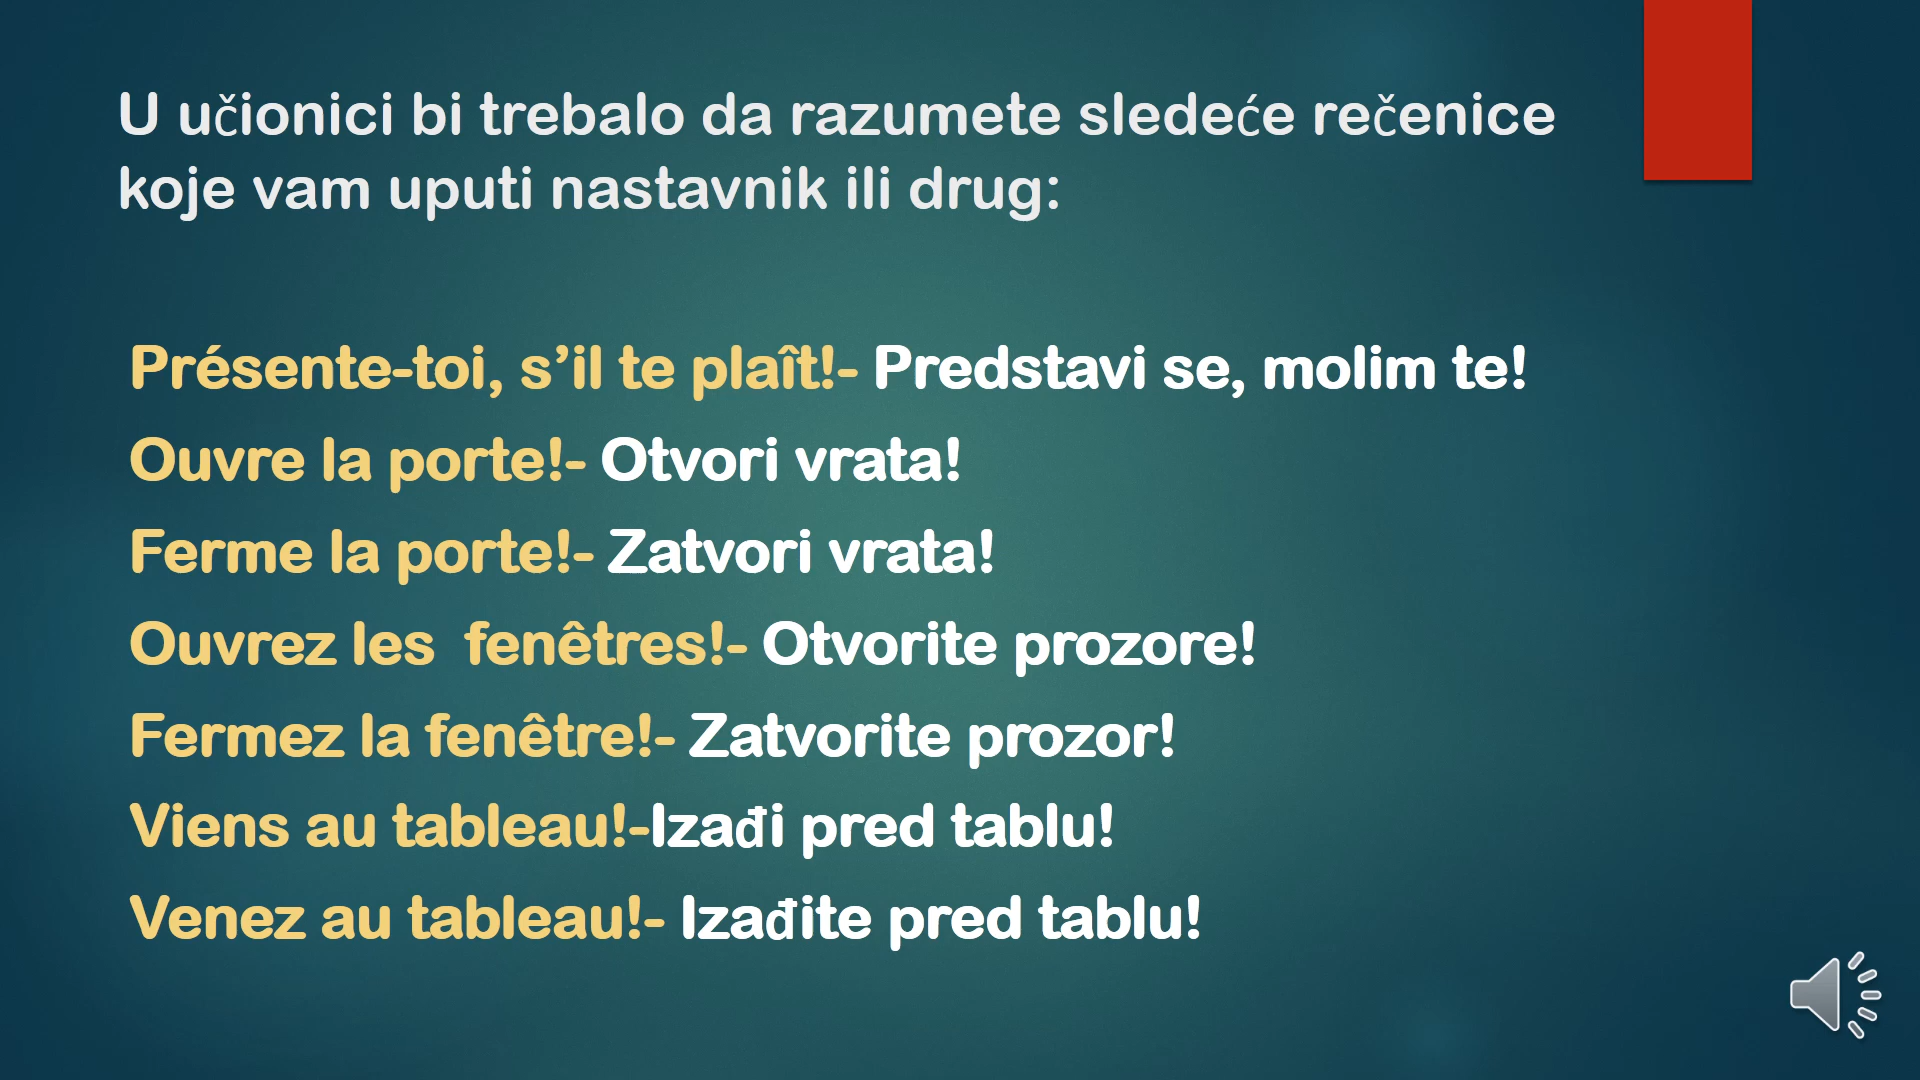 U učionici bi trebalo da razumete sledeće rečenice
koje vam uputi nastavnik ili drug:
Présente-toi, s’il te plaît!- Predstavi se, molim te!
Ouvre la porte!- Otvori vrata!
Ferme la porte!- Zatvori vrata!
Ouvrez les  fenêtres!- Otvorite prozore!
Fermez la fenêtre!- Zatvorite prozor!
Viens au tableau!-Izađi pred tablu!
Venez au tableau!- Izađite pred tablu!